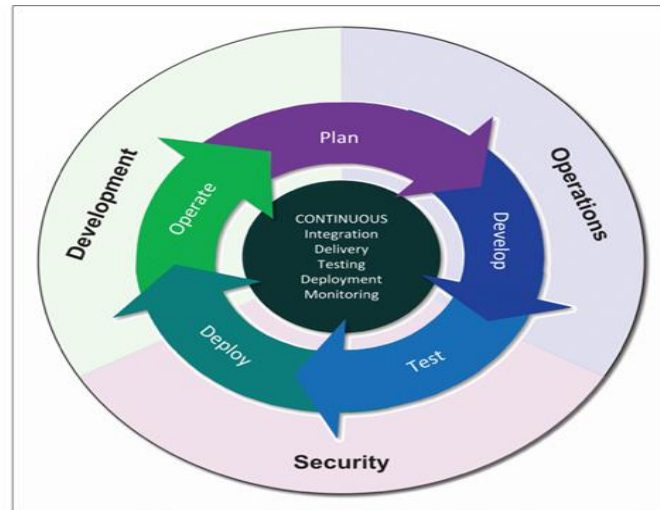 Plan
Development
Operations
Operate
Develop
CONTINUOUS
Integration
Delivery
Testing
Deployment
Monitoring
Deploy
Test
Security